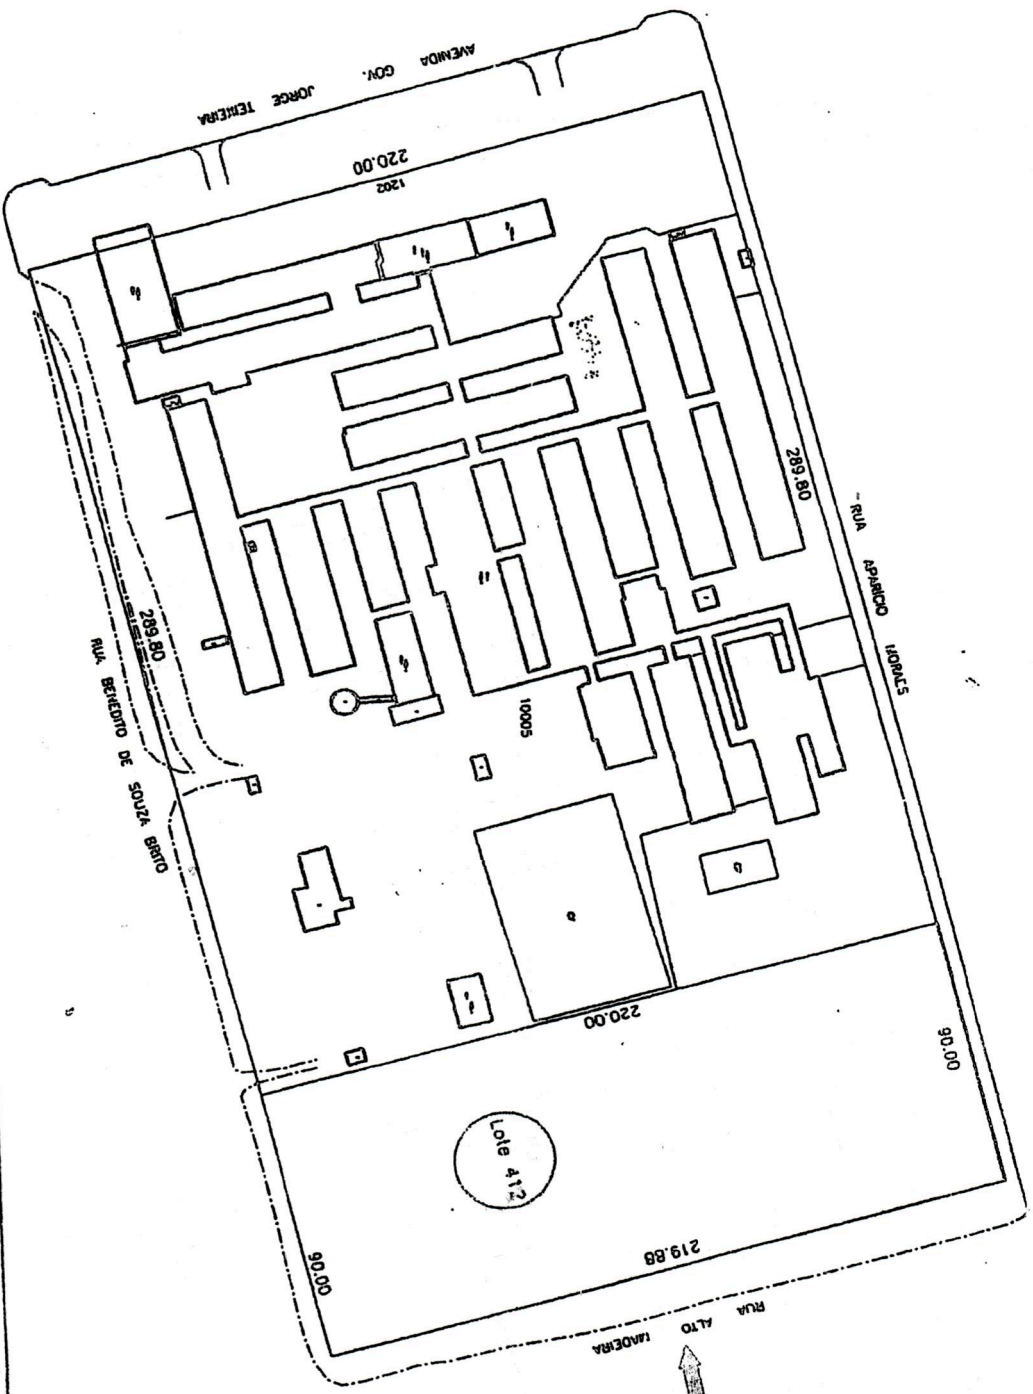 AVENIDA GOV. JORGE TEIXEIRA
220.00
1202
289.80
RUA APARICIO MORAES
289.80
RUA BENEDITO DE SOUZA BRITO
10005
220.00
90.00
Lote 412
90.00
219.88
RUA ALTO MADEIRA